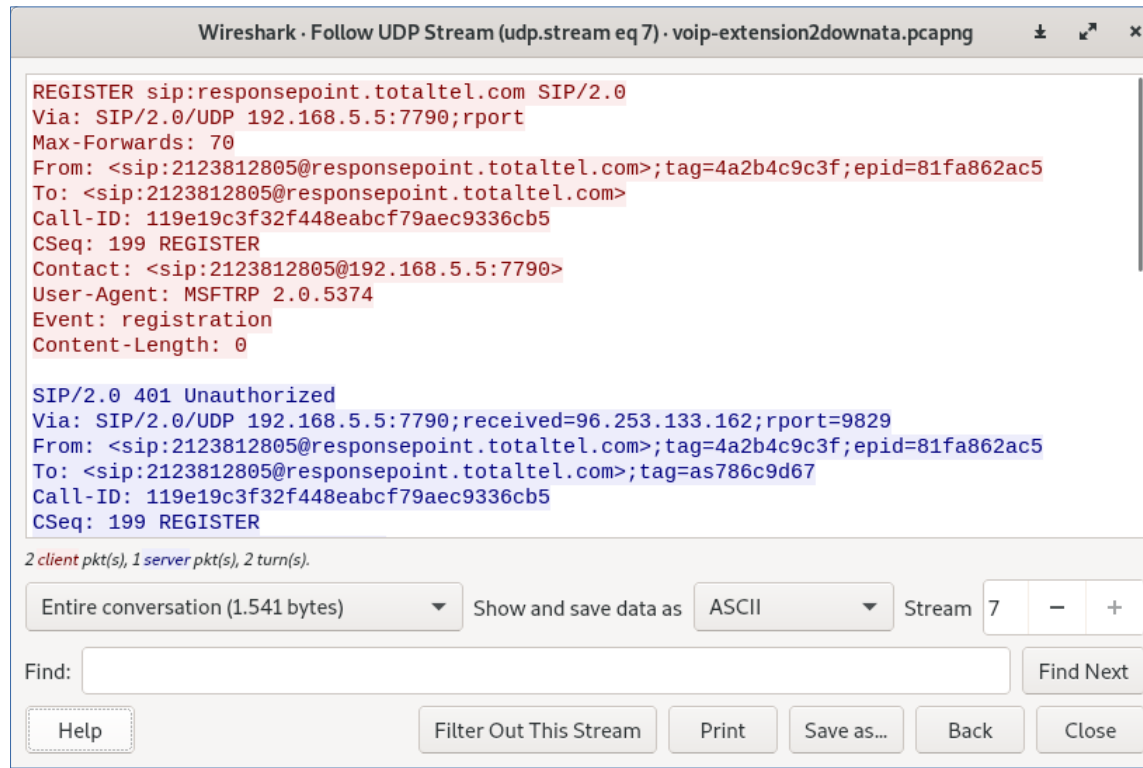 Wireshark · Follow UDP Stream (udp.stream eq 7) · voip-extension2downata.pcapng
REGISTER sip:responsepoint.totaltel.com SIP/2.0
Via: SIP/2.0/UDP 192.168.5.5:7790;rport
Max-Forwards: 70
From: <sip:2123812805@responsepoint.totaltel.com>;tag=4a2b4c9c3f;epid=81fa862ac5
To: <sip:2123812805@responsepoint.totaltel.com>
Call-ID: 119e19c3f32f448eabcf79aec9336cb5
CSeq: 199 REGISTER
Contact: <sip:2123812805@192.168.5.5:7790>
User-Agent: MSFTRP 2.0.5374
Event: registration
Content-Length: 0
SIP/2.0 401 Unauthorized
Via: SIP/2.0/UDP 192.168.5.5:7790;received=96.253.133.162;rport=9829
From: <sip:2123812805@responsepoint.totaltel.com>;tag=4a2b4c9c3f;epid=81fa862ac5
To: <sip:2123812805@responsepoint.totaltel.com>;tag=as786c9d67
Call-ID: 119e19c3f32f448eabcf79aec9336cb5
CSeq: 199 REGISTER
2 client pkt(s), 1 server pkt(s), 2 turn(s).
Entire conversation (1.541 bytes) Show and save data as ASCII Stream 7
Find: Find Next
Help Filter Out This Stream Print Save as... Back Close